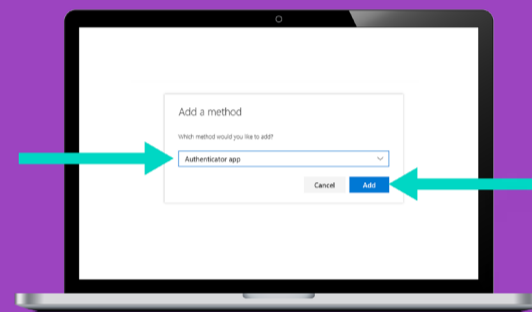 Add a method
Which method would you like to add?
Authenticator app
Cancel
Add